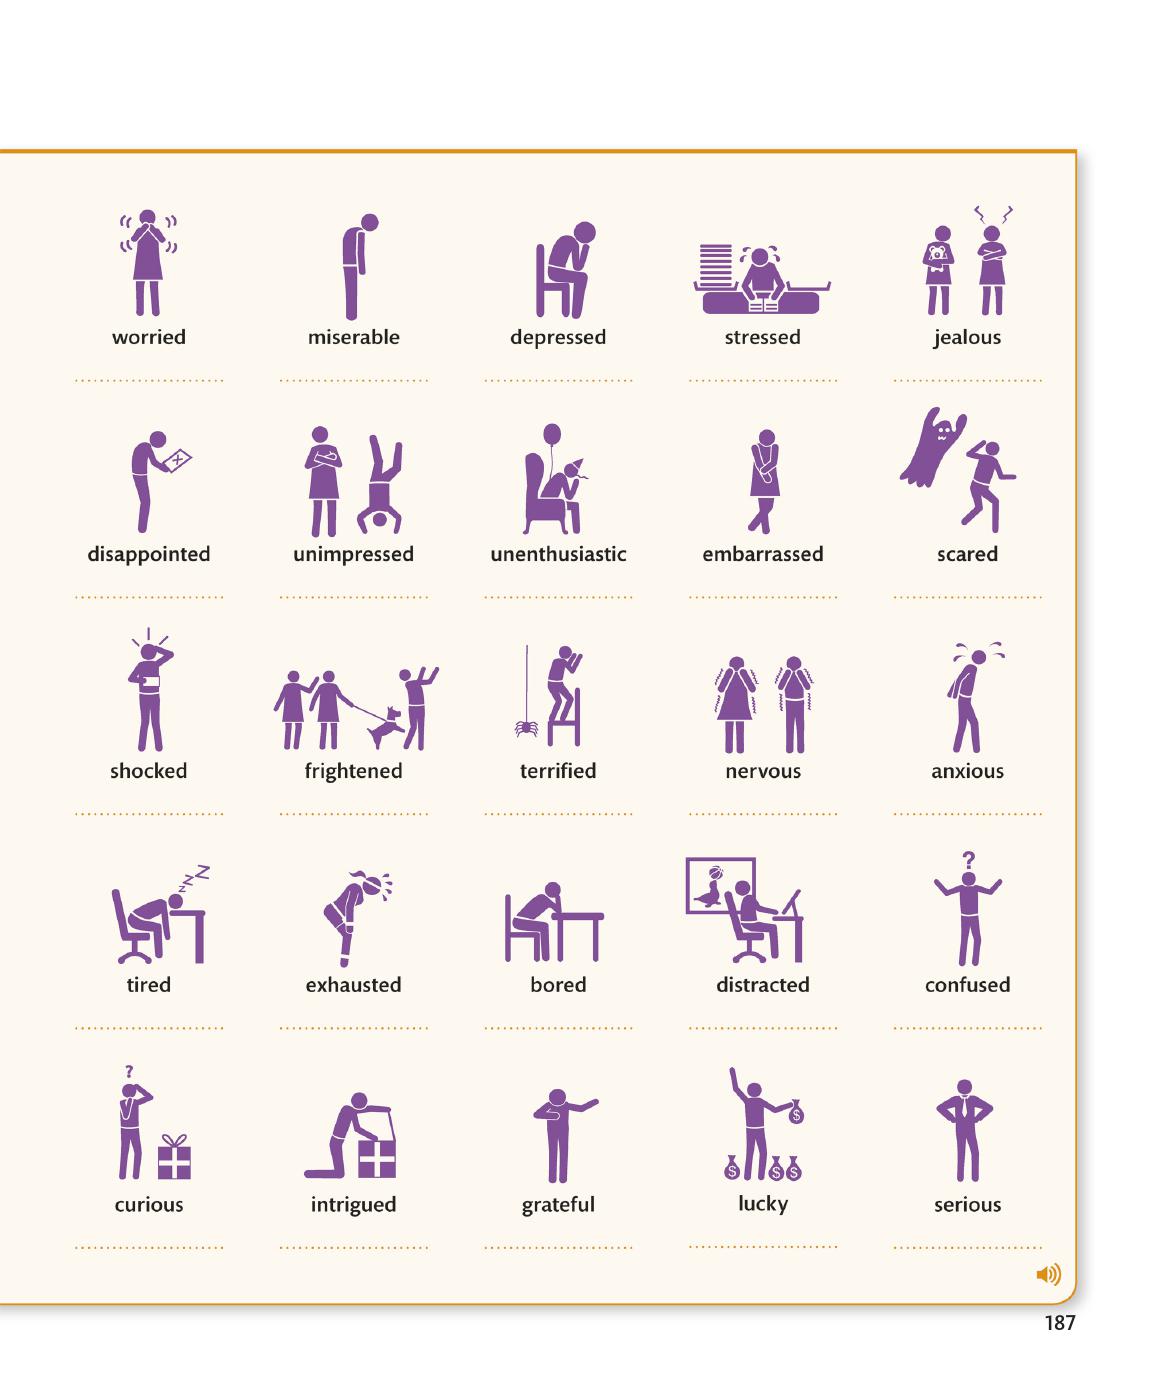 worried miserable depressed stressed jealous
disappointed unimpressed unenthusiastic embarrassed scared
shocked frightened terrified nervous anxious
z z Z
?
tired exhausted bored distracted confused
?
$
$ $ $
curious intrigued grateful lucky serious
187